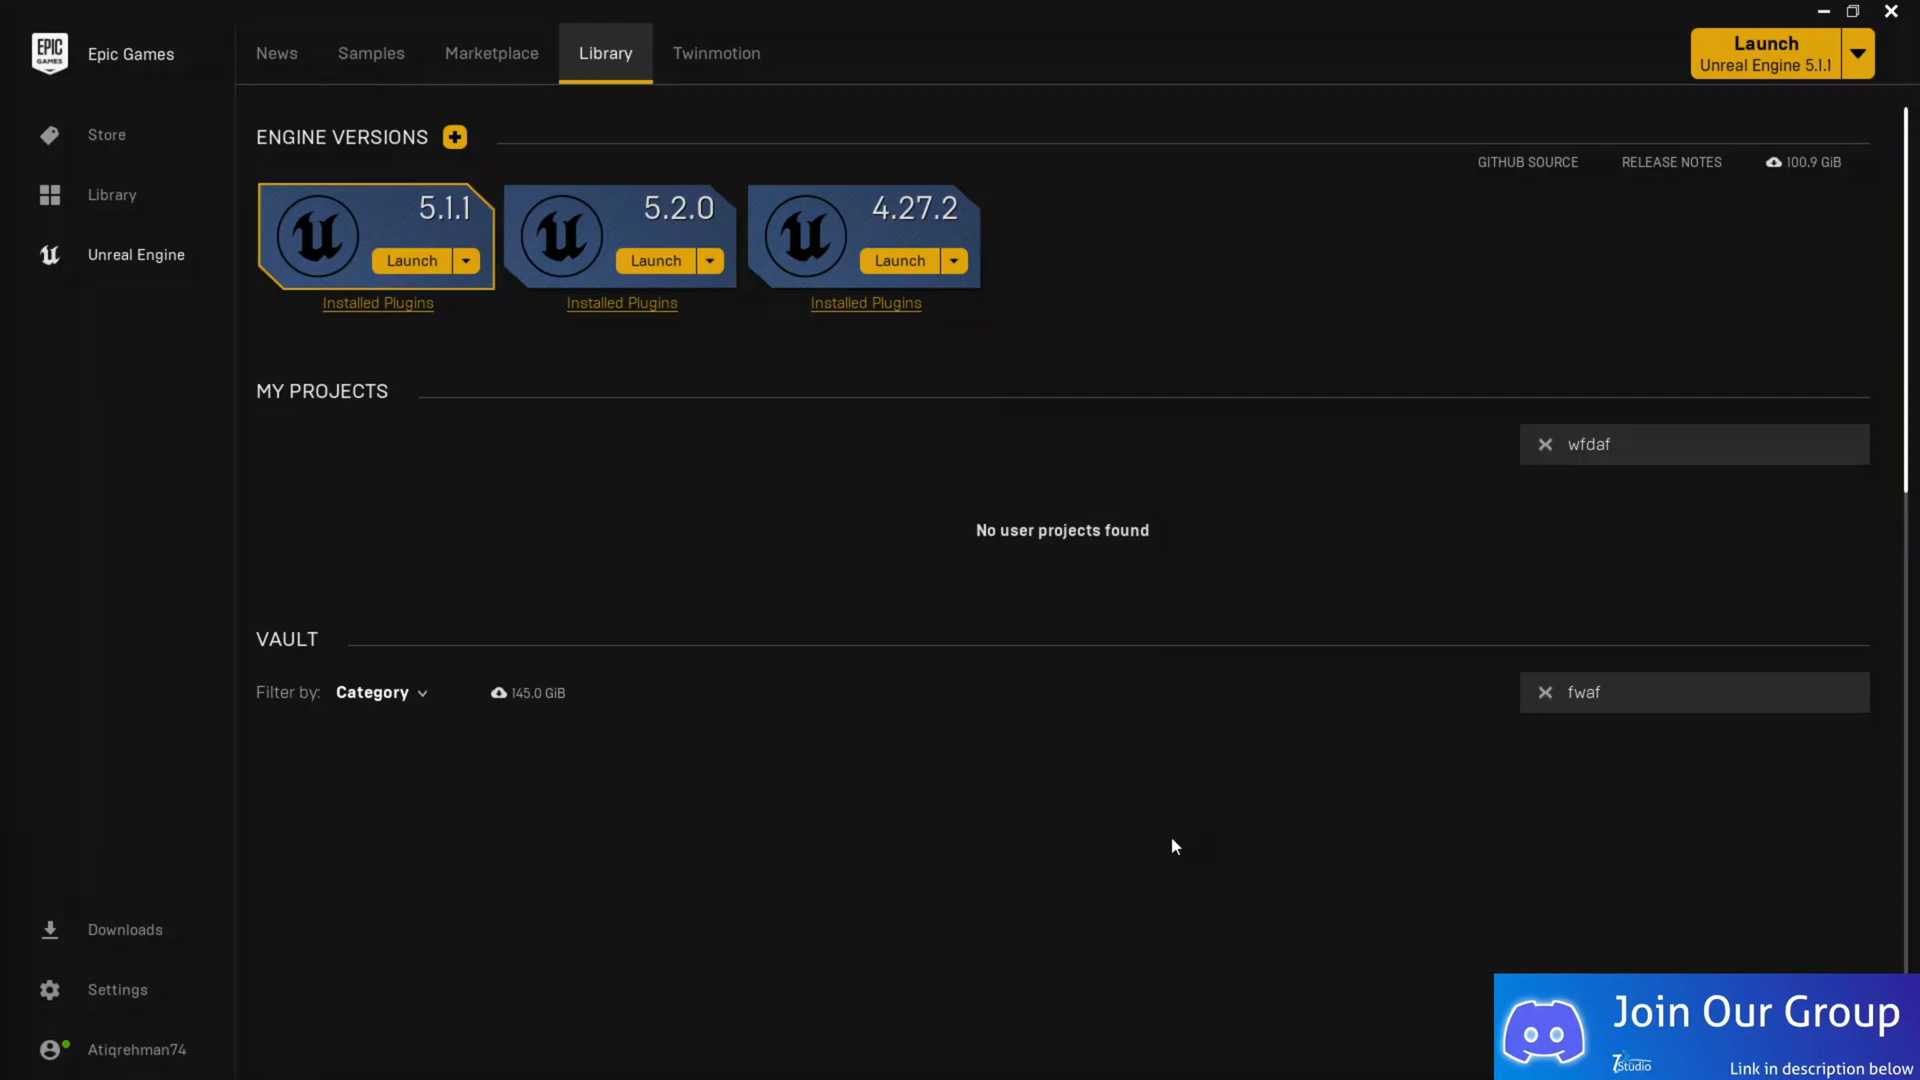 EPIC GAMES
Epic Games
News
Samples
Marketplace
Library
Twinmotion
Launch
Unreal Engine 5.1.1
Store
Library
Unreal Engine
ENGINE VERSIONS
GITHUB SOURCE
RELEASE NOTES
100.9 GiB
5.1.1
Launch
Installed Plugins
5.2.0
Launch
Installed Plugins
4.27.2
Launch
Installed Plugins
MY PROJECTS
wfdaf
No user projects found
VAULT
Filter by: Category
145.0 GiB
fwaf
Downloads
Settings
Atiqrehman74
Join Our Group
7Studio
Link in description below